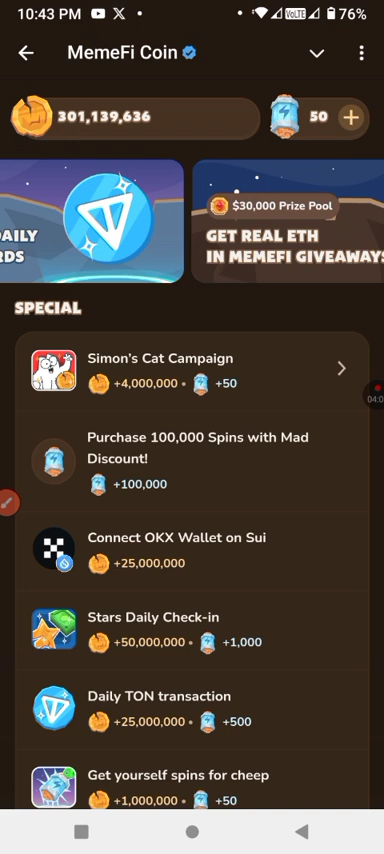 10:43 PM
76%
MemeFi Coin
301,139,636
50
AILY
RDS
$30,000 Prize Pool
GET REAL ETH
IN MEMEFI GIVEAWAYS
SPECIAL
Simon's Cat Campaign
+4,000,000 • +50
Purchase 100,000 Spins with Mad
Discount!
+100,000
Connect OKX Wallet on Sui
+25,000,000
Stars Daily Check-in
+50,000,000 • +1,000
Daily TON transaction
+25,000,000 • +500
Get yourself spins for cheep
+1,000,000 • +50